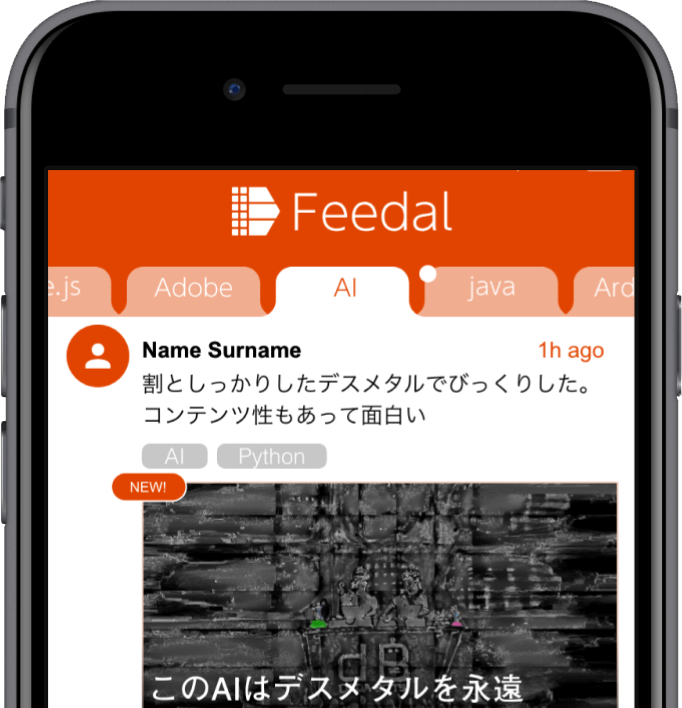 Feedal
e.js Adobe AI java Ard
Name Surname 1h ago
割としっかりしたデスメタルでびっくりした。
コンテンツ性もあって面白い
AI Python
NEW!
dB
このAIはデスメタルを永遠